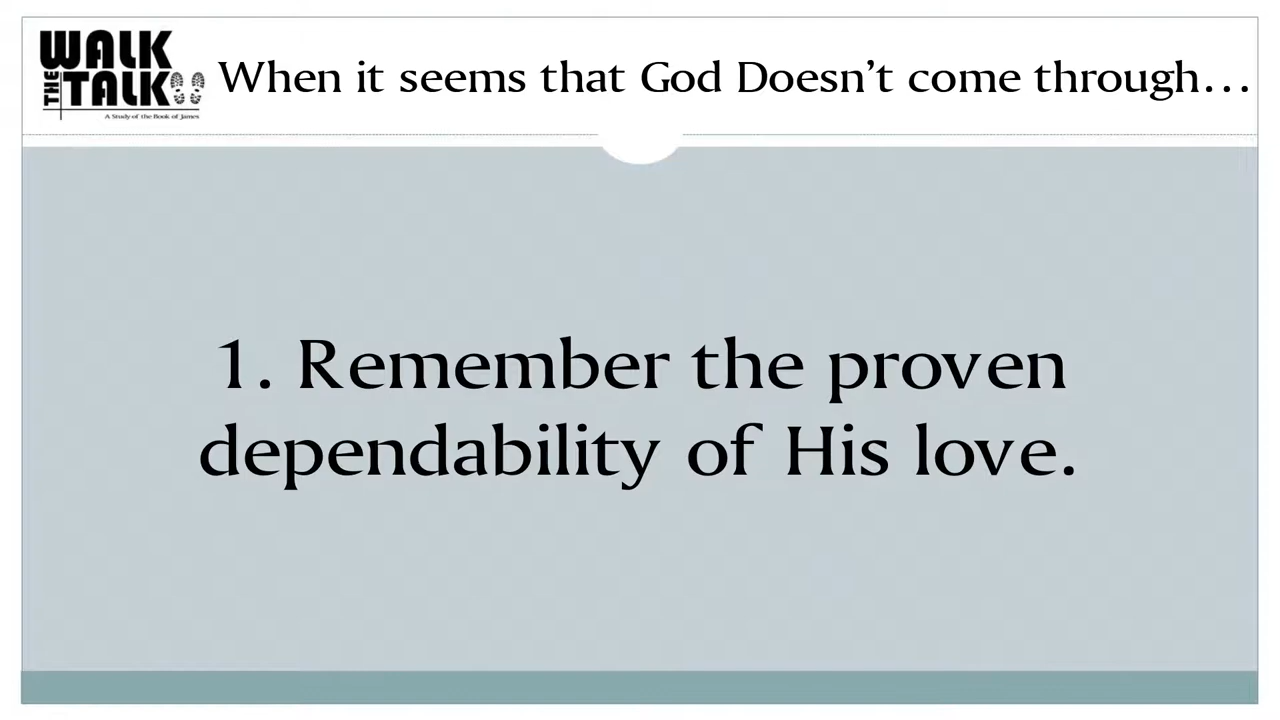 WALK
THE
TALK
A Study of the Book of James
When it seems that God Doesn’t come through…
1. Remember the proven
dependability of His love.